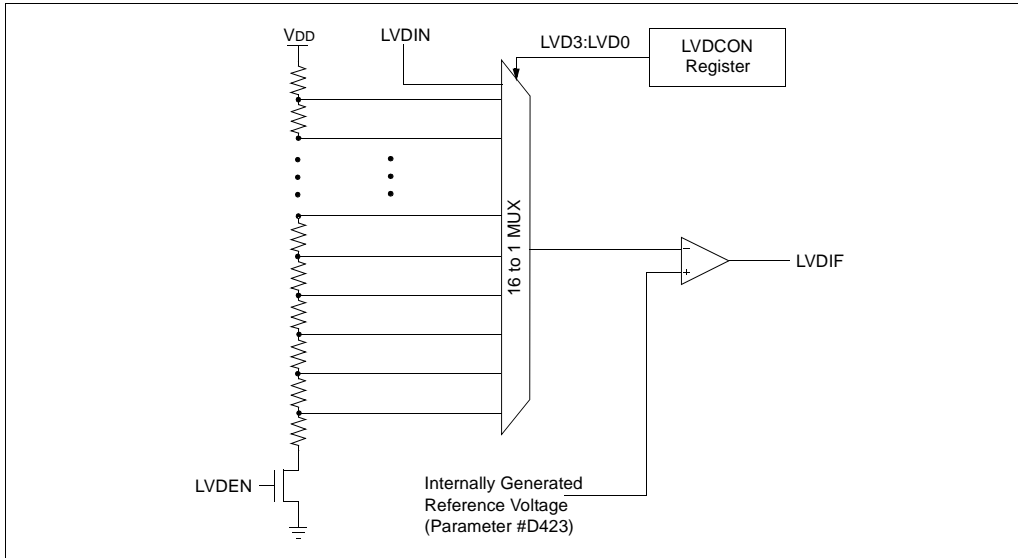 VDD
LVDIN
LVD3:LVD0
LVDCON
Register
16 to 1 MUX
–
+
LVDIF
LVDEN
Internally Generated
Reference Voltage
(Parameter #D423)